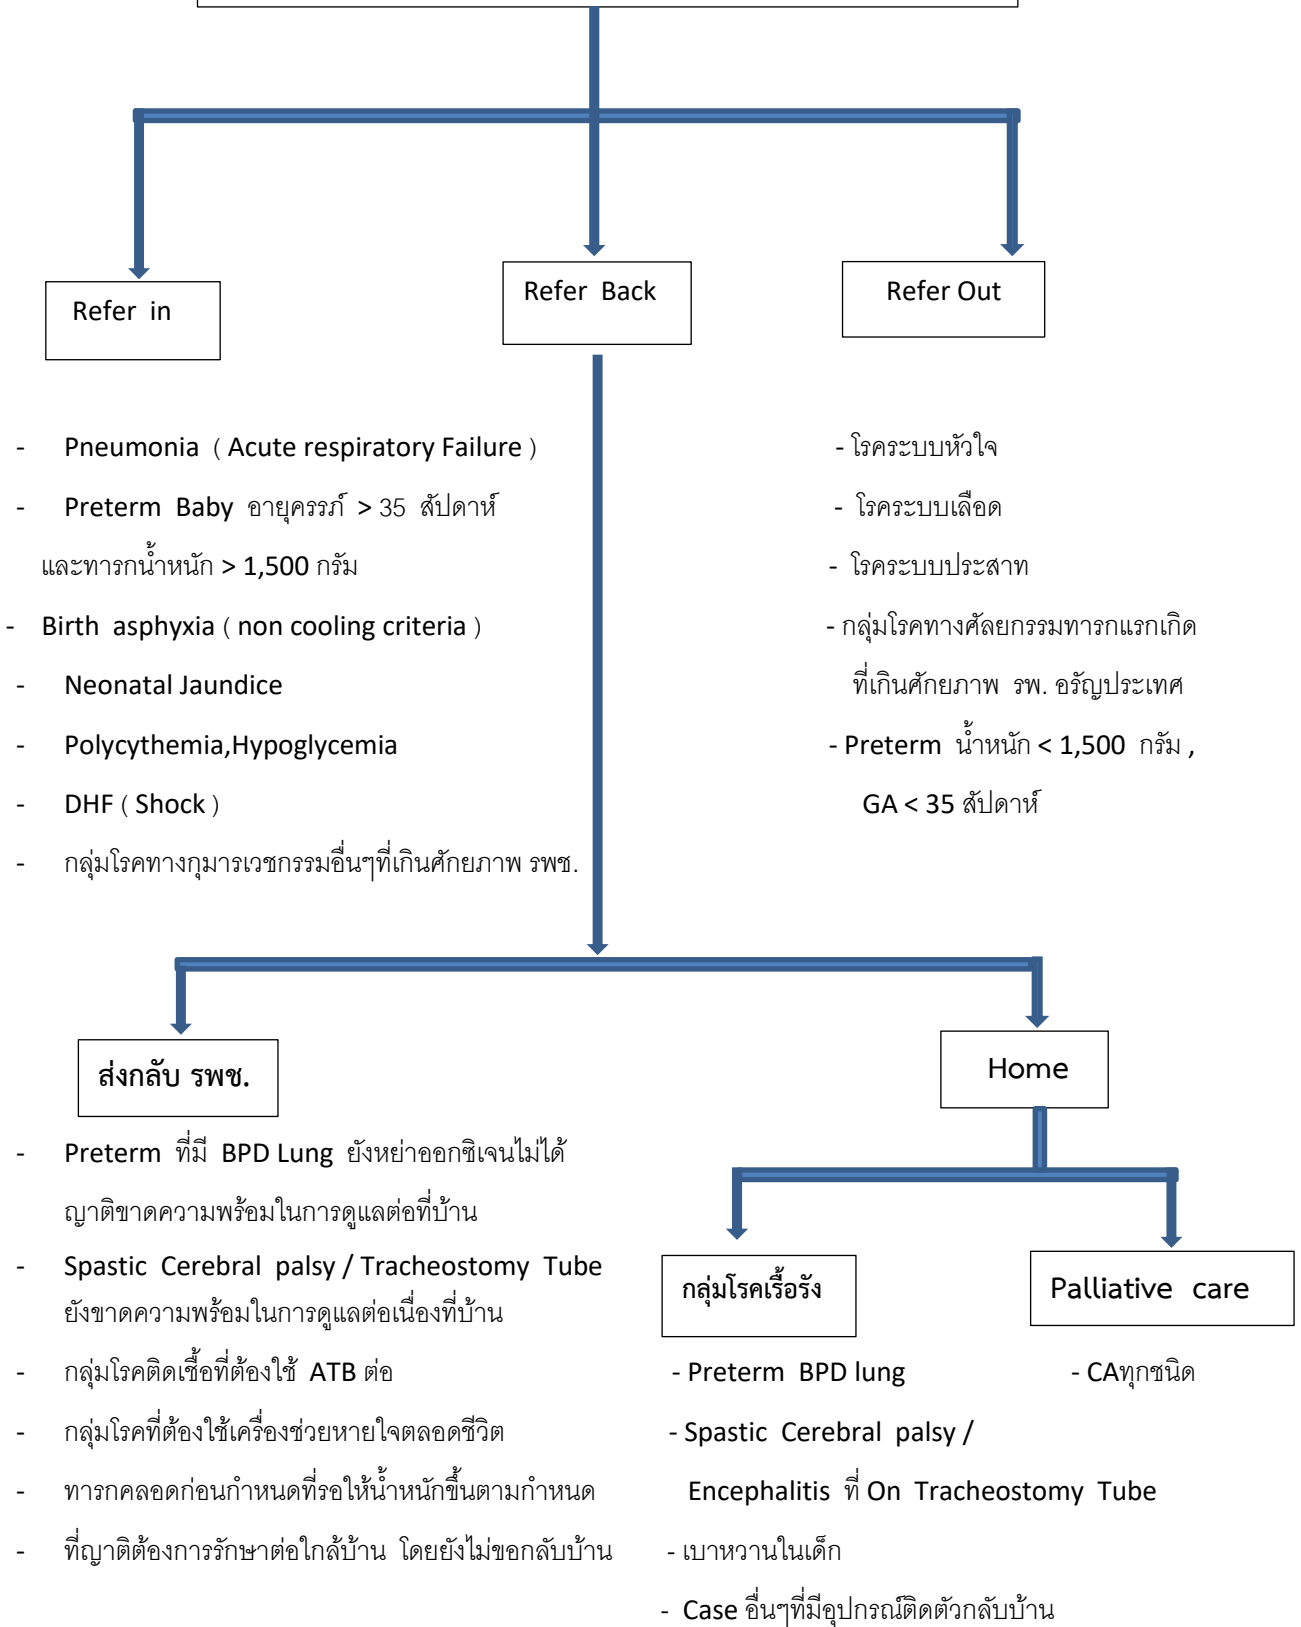 Refer in
Refer Back
Refer Out
- Pneumonia ( Acute respiratory Failure )
- Preterm Baby อายุครรภ์ > 35 สัปดาห์
และทารกน้ำหนัก > 1,500 กรัม
- Birth asphyxia ( non cooling criteria )
- Neonatal Jaundice
- Polycythemia,Hypoglycemia
- DHF ( Shock )
- กลุ่มโรคทางกุมารเวชกรรมอื่นๆที่เกินศักยภาพ รพช.
- โรคระบบหัวใจ
- โรคระบบเลือด
- โรคระบบประสาท
- กลุ่มโรคทางศัลยกรรมทารกแรกเกิด
ที่เกินศักยภาพ รพ. อรัญประเทศ
- Preterm น้ำหนัก < 1,500 กรัม ,
GA < 35 สัปดาห์
ส่งกลับ รพช.
Home
- Preterm ที่มี BPD Lung ยังหย่าออกซิเจนไม่ได้
ญาติขาดความพร้อมในการดูแลต่อที่บ้าน
- Spastic Cerebral palsy / Tracheostomy Tube
ยังขาดความพร้อมในการดูแลต่อเนื่องที่บ้าน
- กลุ่มโรคติดเชื้อที่ต้องใช้ ATB ต่อ
- กลุ่มโรคที่ต้องใช้เครื่องช่วยหายใจตลอดชีวิต
- ทารกคลอดก่อนกำหนดที่รอให้น้ำหนักขึ้นตามกำหนด
- ที่ญาติต้องการรักษาต่อใกล้บ้าน โดยยังไม่ขอกลับบ้าน
กลุ่มโรคเรื้อรัง
Palliative care
- Preterm BPD lung
- Spastic Cerebral palsy /
Encephalitis ที่ On Tracheostomy Tube
- เบาหวานในเด็ก
- Case อื่นๆที่มีอุปกรณ์ติดตัวกลับบ้าน
- CAทุกชนิด